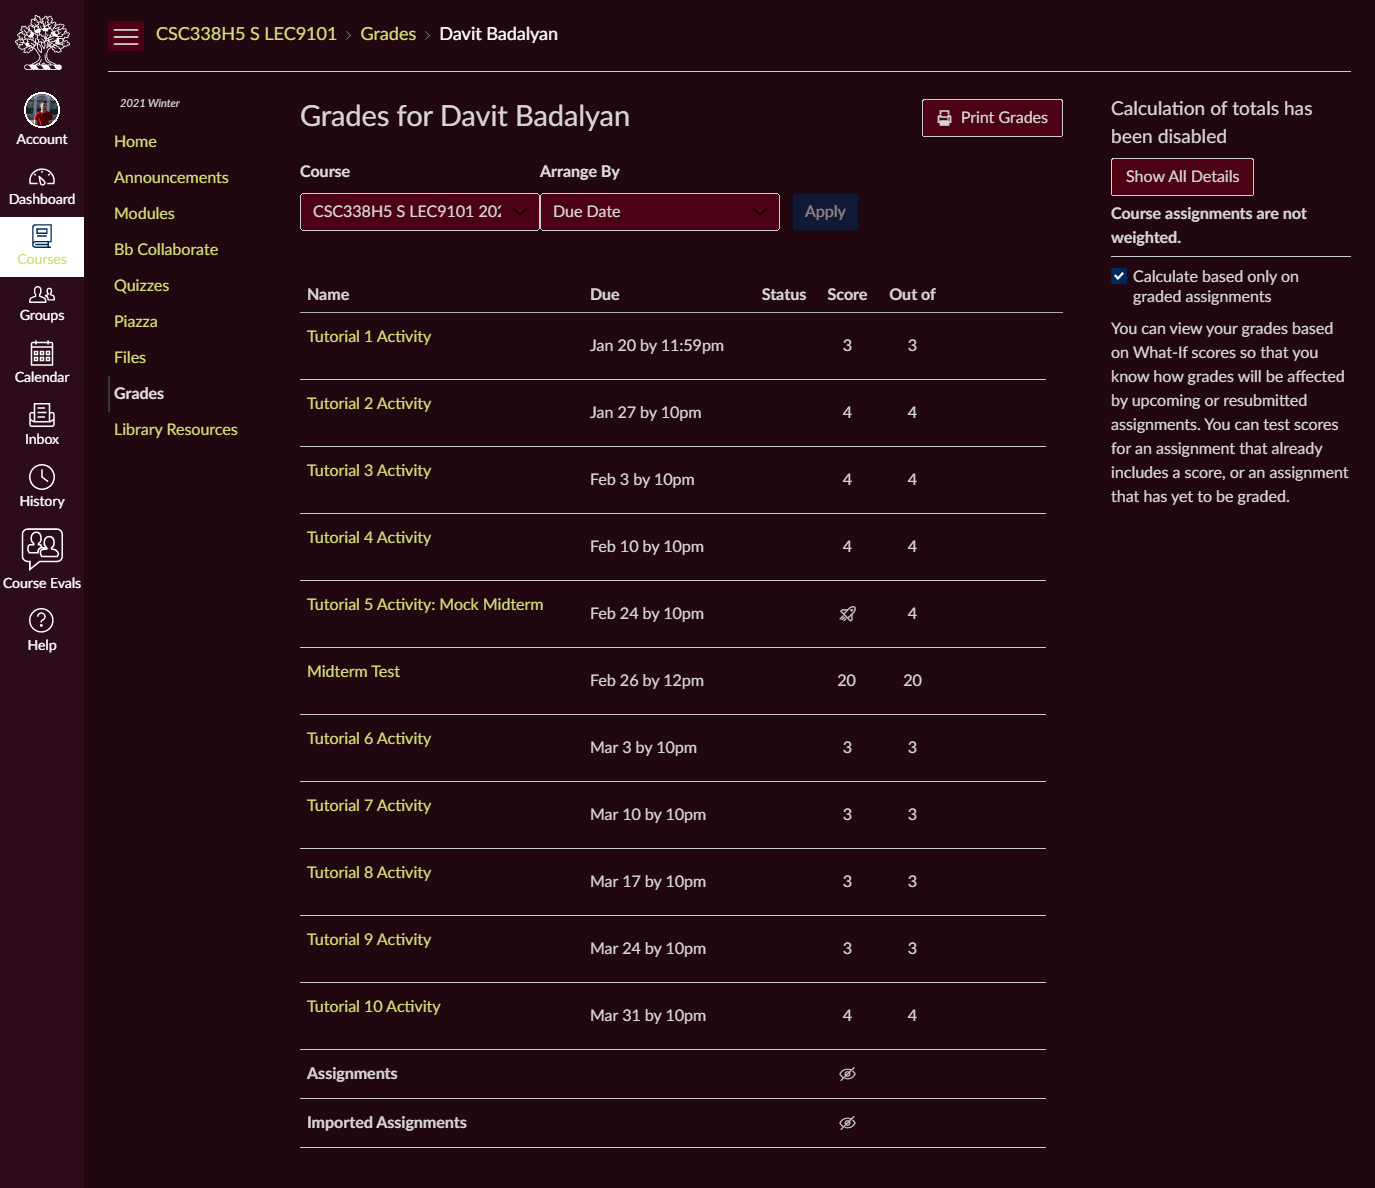 CSC338H5 S LEC9101 › Grades › Davit Badalyan
Account
Dashboard
Courses
Groups
Calendar
Inbox
History
Course Evals
Help
2021 Winter
Home
Announcements
Modules
Bb Collaborate
Quizzes
Piazza
Files
Grades
Library Resources
Grades for Davit Badalyan
Print Grades
Course Arrange By
CSC338H5 S LEC9101 202 Due Date Apply
Name Due Status Score Out of
Tutorial 1 Activity Jan 20 by 11:59pm 3 3
Tutorial 2 Activity Jan 27 by 10pm 4 4
Tutorial 3 Activity Feb 3 by 10pm 4 4
Tutorial 4 Activity Feb 10 by 10pm 4 4
Tutorial 5 Activity: Mock Midterm Feb 24 by 10pm 4
Midterm Test Feb 26 by 12pm 20 20
Tutorial 6 Activity Mar 3 by 10pm 3 3
Tutorial 7 Activity Mar 10 by 10pm 3 3
Tutorial 8 Activity Mar 17 by 10pm 3 3
Tutorial 9 Activity Mar 24 by 10pm 3 3
Tutorial 10 Activity Mar 31 by 10pm 4 4
Assignments
Imported Assignments
Calculation of totals has
been disabled
Show All Details
Course assignments are not
weighted.
Calculate based only on
graded assignments
You can view your grades based
on What-If scores so that you
know how grades will be affected
by upcoming or resubmitted
assignments. You can test scores
for an assignment that already
includes a score, or an assignment
that has yet to be graded.